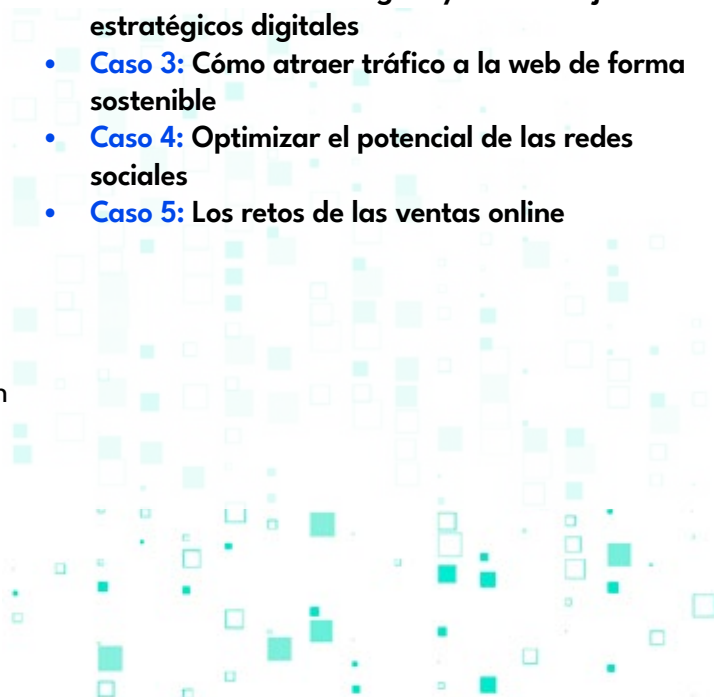 estratégicos digitales
• Caso 3: Cómo atraer tráfico a la web de forma
sostenible
• Caso 4: Optimizar el potencial de las redes
sociales
• Caso 5: Los retos de las ventas online